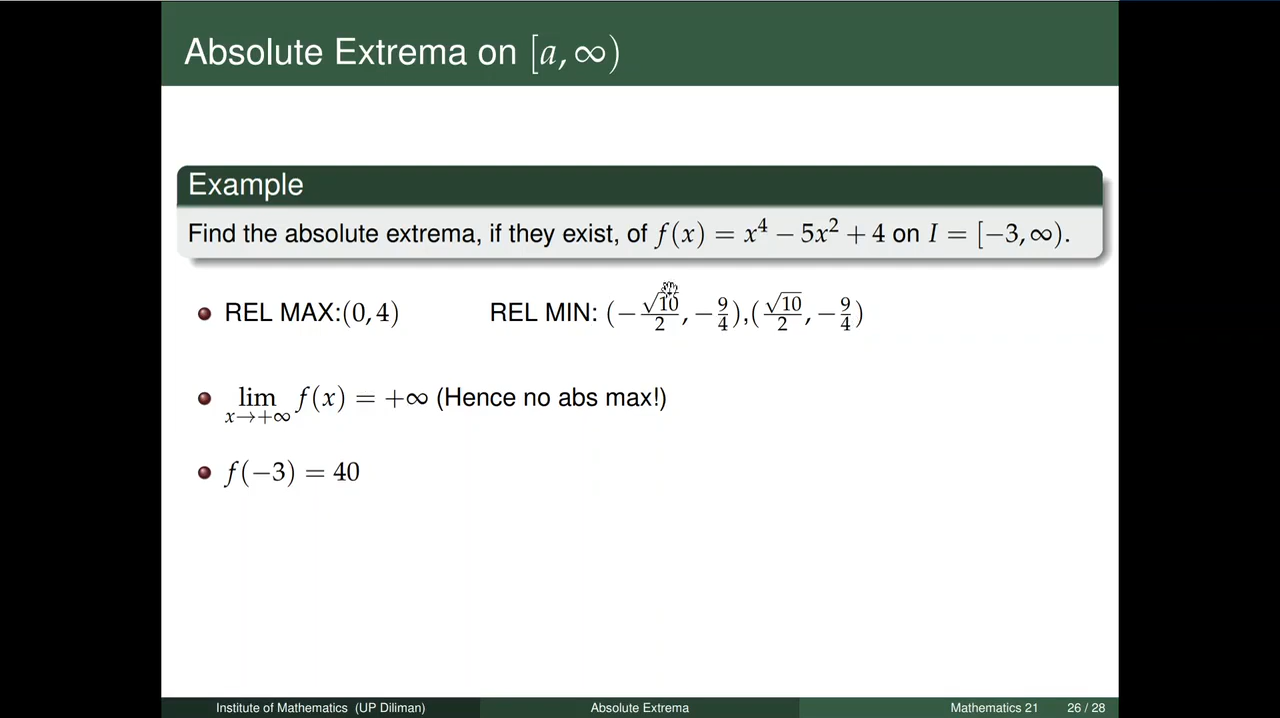 Absolute Extrema on [a, ∞)
Example
Find the absolute extrema, if they exist, of f(x) = x⁴ − 5x² + 4 on I = [−3, ∞).
REL MAX:(0, 4) REL MIN: (−√10/2, −9/4),(√10/2, −9/4)
lim x→+∞ f(x) = +∞ (Hence no abs max!)
f(−3) = 40
Institute of Mathematics (UP Diliman) Absolute Extrema Mathematics 21 26 / 28